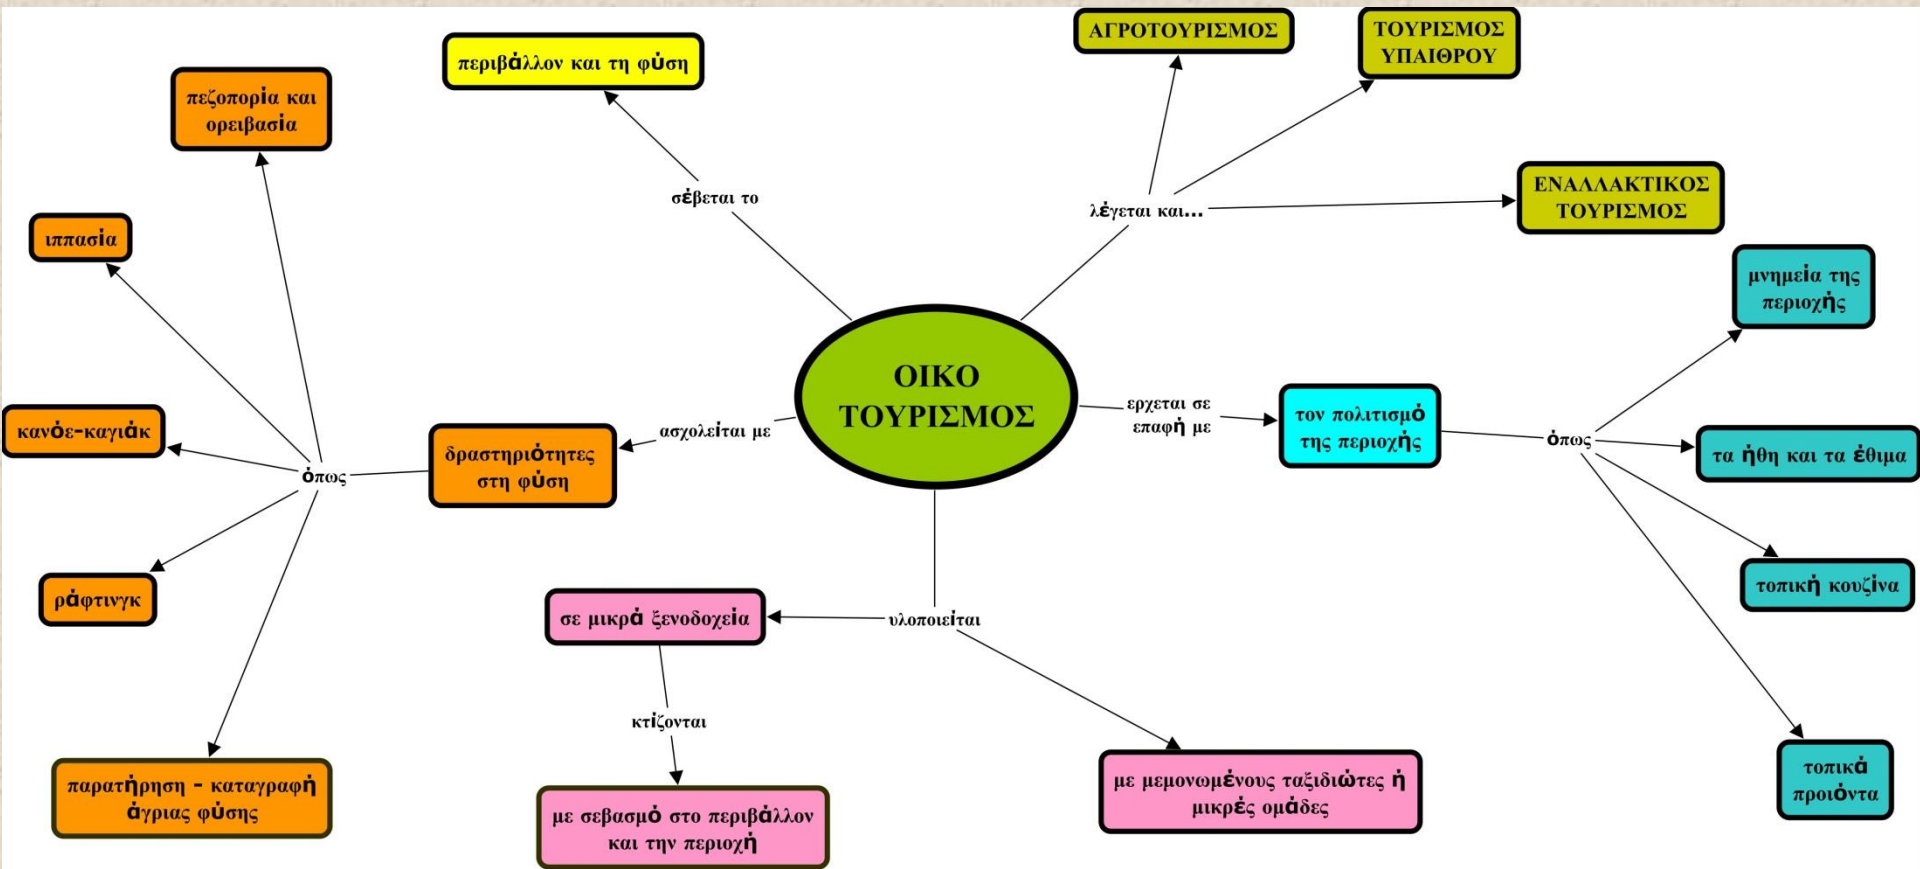 ΑΓΡΟΤΟΥΡΙΣΜΟΣ
ΤΟΥΡΙΣΜΟΣ
ΥΠΑΙΘΡΟΥ
περιβάλλον και τη φύση
πεζοπορία και
ορειβασία
σέβεται το
λέγεται και...
ΕΝΑΛΛΑΚΤΙΚΟΣ
ΤΟΥΡΙΣΜΟΣ
ιππασία
μνημεία της
περιοχής
ΟΙΚΟ
ΤΟΥΡΙΣΜΟΣ
ερχεται σε
επαφή με
τον πολιτισμό
της περιοχής
όπως
τα ήθη και τα έθιμα
κανόε-καγιάκ
ασχολείται με
δραστηριότητες
στη φύση
όπως
τοπική κουζίνα
ράφτινγκ
σε μικρά ξενοδοχεία
υλοποιείται
κτίζονται
παρατήρηση - καταγραφή
άγριας φύσης
με σεβασμό στο περιβάλλον
και την περιοχή
με μεμονωμένους ταξιδιώτες ή
μικρές ομάδες
τοπικά
προιόντα